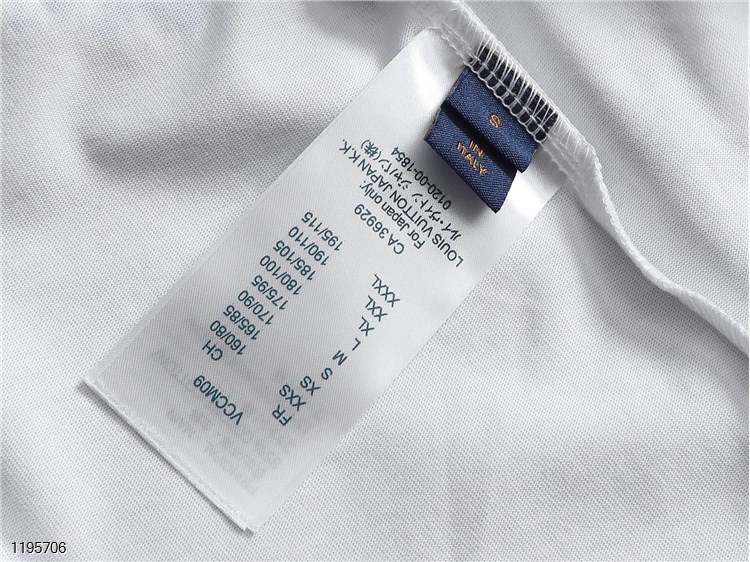 VCCM09
FR CH
XXS 160/80
XS 165/85
S 170/90
M 175/95
L 180/100
XL 185/105
XXL 190/110
XXXL 195/115
CA 36929
For Japan only:
LOUIS VUITTON JAPAN K.K.
ルイ・ヴィトン ジャパン(株)
0120-00-1854
S
IN
ITALY
1195706